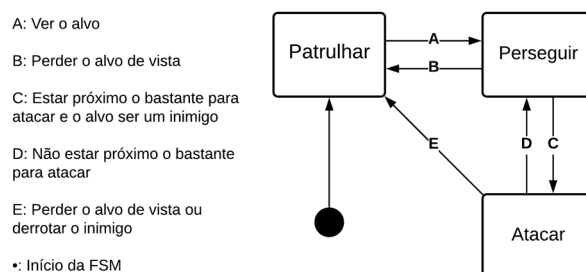 A: Ver o alvo
B: Perder o alvo de vista
C: Estar próximo o bastante para
atacar e o alvo ser um inimigo
D: Não estar próximo o bastante
para atacar
E: Perder o alvo de vista ou
derrotar o inimigo
•: Início da FSM
Patrulhar
A
B
Perseguir
E
D
C
Atacar